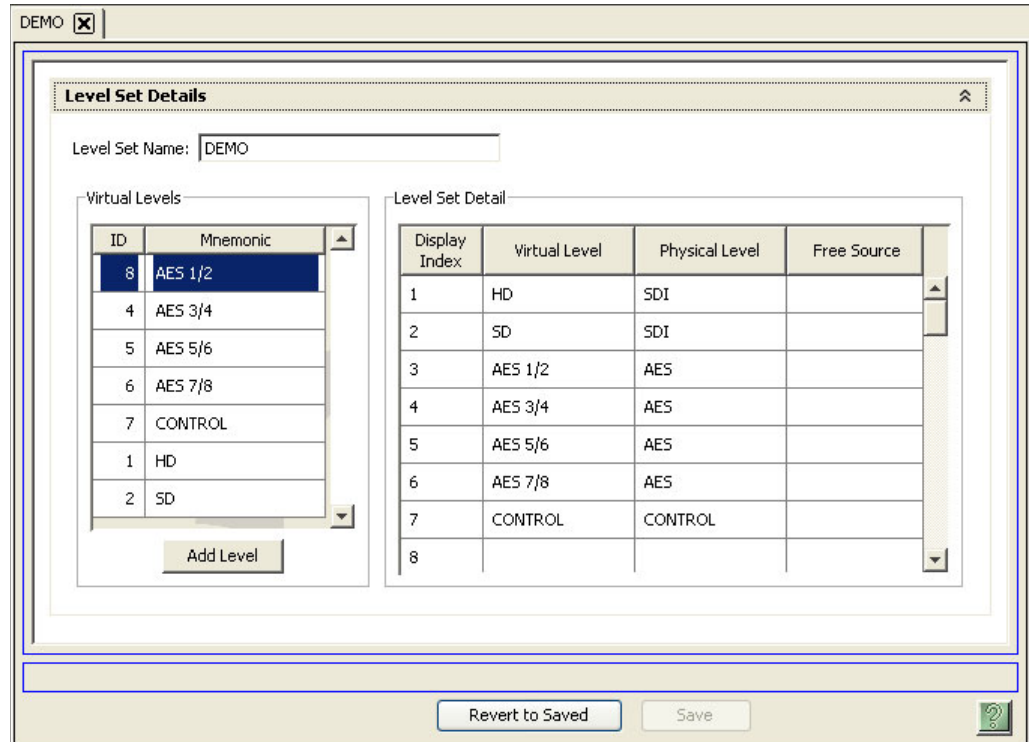 DEMO
Level Set Details
Level Set Name: DEMO
Virtual Levels
ID Mnemonic
8 AES 1/2
4 AES 3/4
5 AES 5/6
6 AES 7/8
7 CONTROL
1 HD
2 SD
Add Level
Level Set Detail
Display Index Virtual Level Physical Level Free Source
1 HD SDI
2 SD SDI
3 AES 1/2 AES
4 AES 3/4 AES
5 AES 5/6 AES
6 AES 7/8 AES
7 CONTROL CONTROL
8
Revert to Saved Save ?